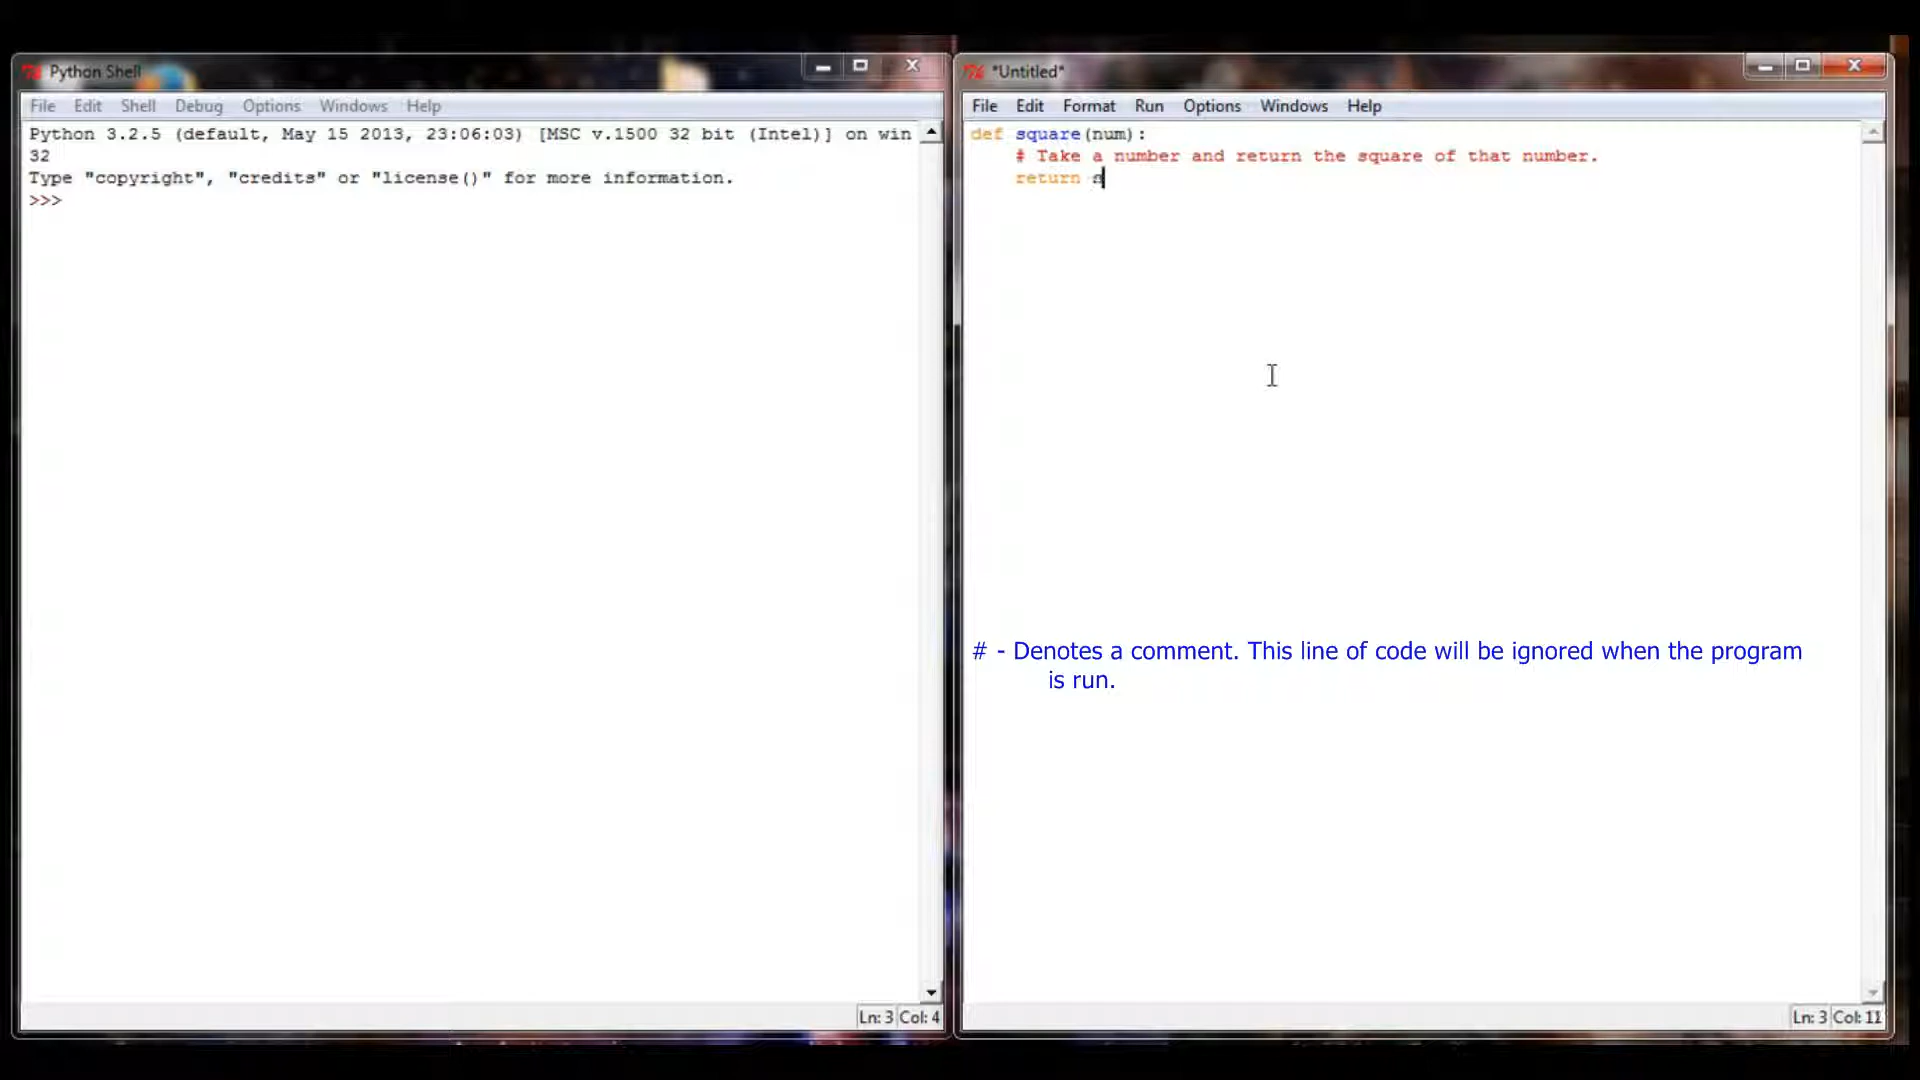 Python Shell
File Edit Shell Debug Options Windows Help
Python 3.2.5 (default, May 15 2013, 23:06:03) [MSC v.1500 32 bit (Intel)] on win
32
Type "copyright", "credits" or "license()" for more information.
>>>
Ln: 3 Col: 4
*Untitled*
File Edit Format Run Options Windows Help
def square(num):
# Take a number and return the square of that number.
return n
# - Denotes a comment. This line of code will be ignored when the program
is run.
Ln: 3 Col: 11